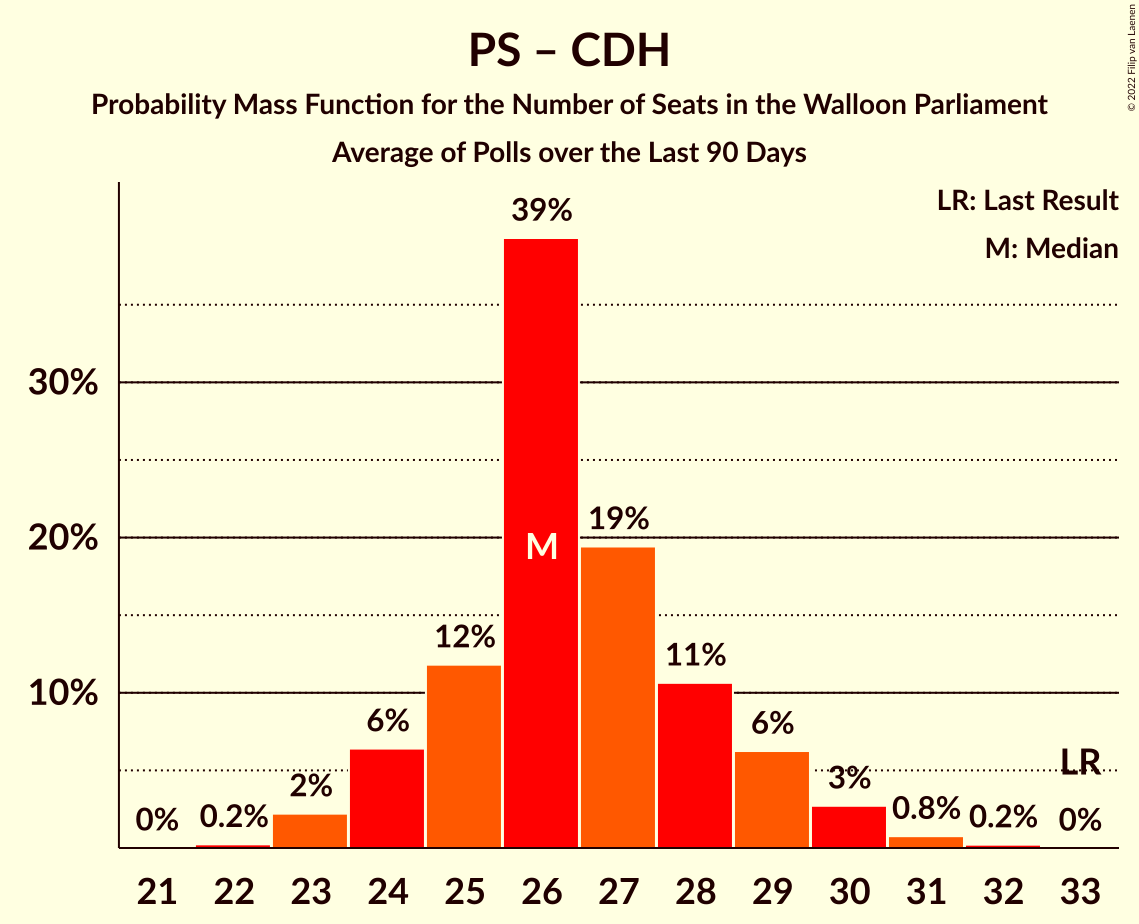 PS – CDH
Probability Mass Function for the Number of Seats in the Walloon Parliament
Average of Polls over the Last 90 Days
© 2022 Filip van Laenen
LR: Last Result
M: Median
30%
20%
10%
0%
0.2%
2%
6%
12%
39%
M
19%
11%
6%
3%
0.8%
0.2%
LR
0%
21 22 23 24 25 26 27 28 29 30 31 32 33